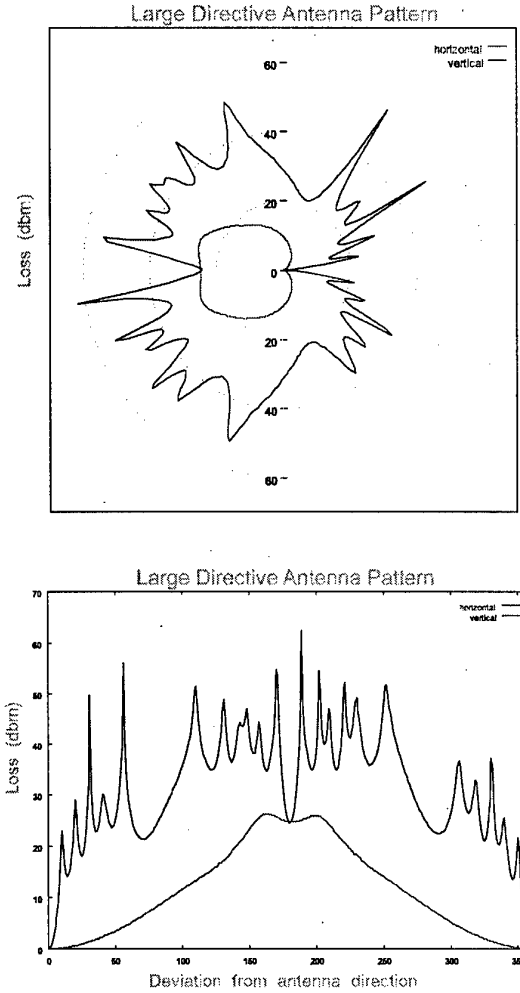 Large Directive Antenna Pattern
horizontal
vertical
60
40
20
0
20
40
60
Loss (dbm)
Large Directive Antenna Pattern
horizontal
vertical
70
60
50
40
30
20
10
0
Loss (dbm)
0 50 100 150 200 250 300
Deviation from antenna direction